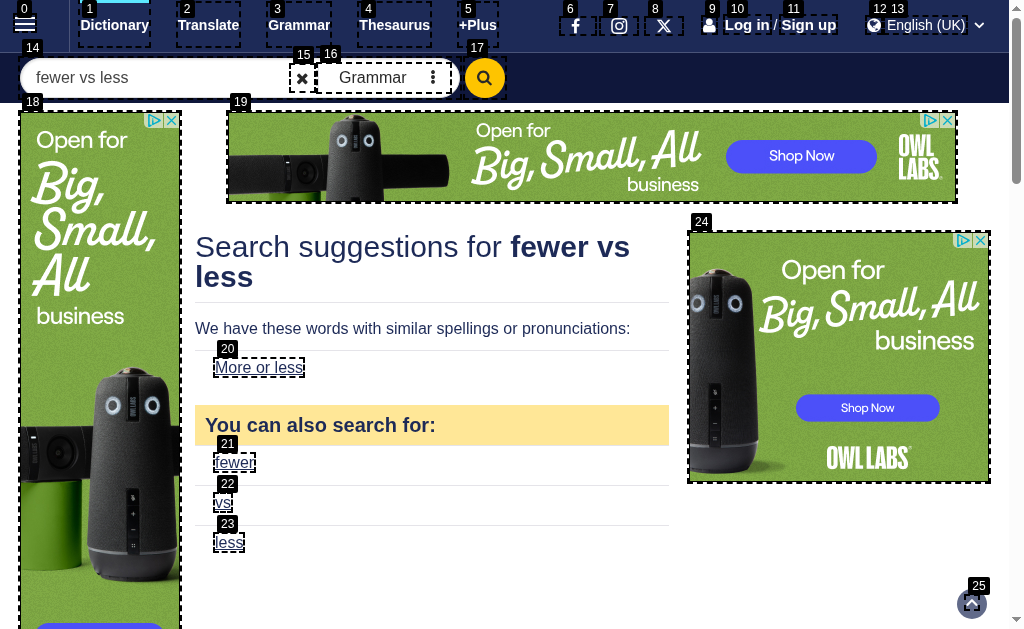 0 1 2 3 4 5 6 7 8 9 10 11 12 13
Dictionary Translate Grammar Thesaurus +Plus Log in / Sign up English (UK)
14 15 16 17
fewer vs less Grammar
18 19
Open for
Big,
Small,
All
business
Open for
Big, Small, All
business
Shop Now
OWL
LABS
Search suggestions for fewer vs
less
We have these words with similar spellings or pronunciations:
20
More or less
You can also search for:
21
fewer
22
vs
23
less
24
Open for
Big, Small, All
business
Shop Now
OWL LABS
25